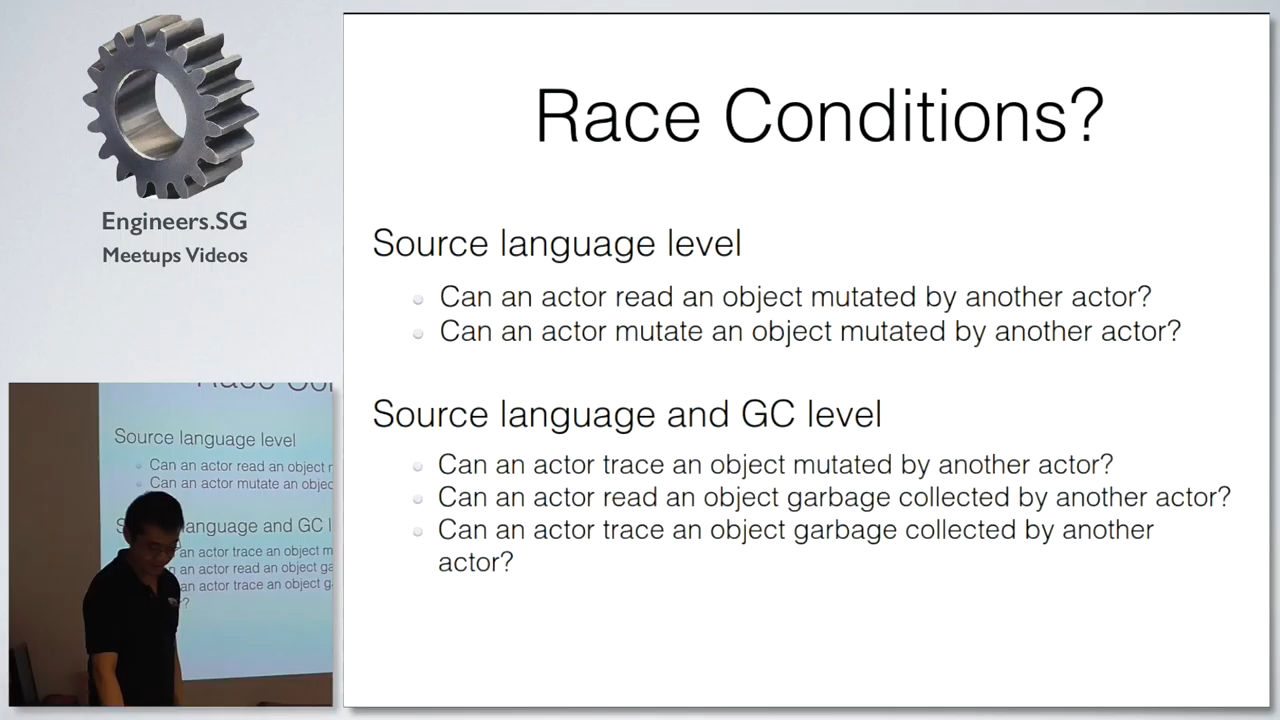 Engineers.SG
Meetups Videos
Race Conditions?
Source language level
Can an actor read an object mutated by another actor?
Can an actor mutate an object mutated by another actor?
Source language and GC level
Can an actor trace an object mutated by another actor?
Can an actor read an object garbage collected by another actor?
Can an actor trace an object garbage collected by another
actor?
Source language level
Can an actor read an object
Can an actor mutate an
language and GC
an actor trace an object
an actor read an object
an actor trace an object